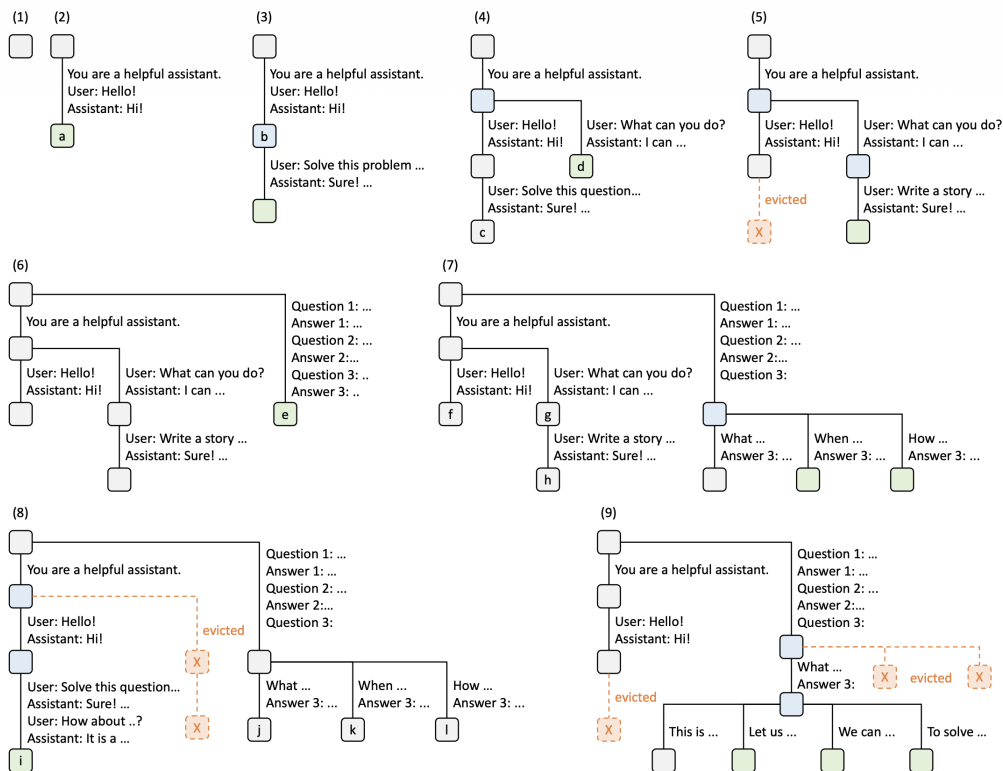 (1)
(2)
You are a helpful assistant.
User: Hello!
Assistant: Hi!
a
(3)
You are a helpful assistant.
User: Hello!
Assistant: Hi!
b
User: Solve this problem ...
Assistant: Sure! ...
(4)
You are a helpful assistant.
User: Hello!
Assistant: Hi!
User: What can you do?
Assistant: I can ...
d
User: Solve this question...
Assistant: Sure! ...
c
(5)
You are a helpful assistant.
User: Hello!
Assistant: Hi!
User: What can you do?
Assistant: I can ...
evicted
X
User: Write a story ...
Assistant: Sure! ...
(6)
You are a helpful assistant.
User: Hello!
Assistant: Hi!
User: What can you do?
Assistant: I can ...
User: Write a story ...
Assistant: Sure! ...
Question 1: ...
Answer 1: ...
Question 2: ...
Answer 2:...
Question 3: ..
Answer 3: ..
e
(7)
You are a helpful assistant.
User: Hello!
Assistant: Hi!
f
User: What can you do?
Assistant: I can ...
g
User: Write a story ...
Assistant: Sure! ...
h
Question 1: ...
Answer 1: ...
Question 2: ...
Answer 2:...
Question 3:
What ...
Answer 3: ...
When ...
Answer 3: ...
How ...
Answer 3: ...
(8)
You are a helpful assistant.
User: Hello!
Assistant: Hi!
evicted
X
X
User: Solve this question...
Assistant: Sure! ...
User: How about ..?
Assistant: It is a ...
i
Question 1: ...
Answer 1: ...
Question 2: ...
Answer 2:...
Question 3:
What ...
Answer 3: ...
j
When ...
Answer 3: ...
k
How ...
Answer 3: ...
l
(9)
You are a helpful assistant.
User: Hello!
Assistant: Hi!
evicted
X
Question 1: ...
Answer 1: ...
Question 2: ...
Answer 2:...
Question 3:
What ...
Answer 3:
X
evicted
X
This is ...
Let us ...
We can ...
To solve ...